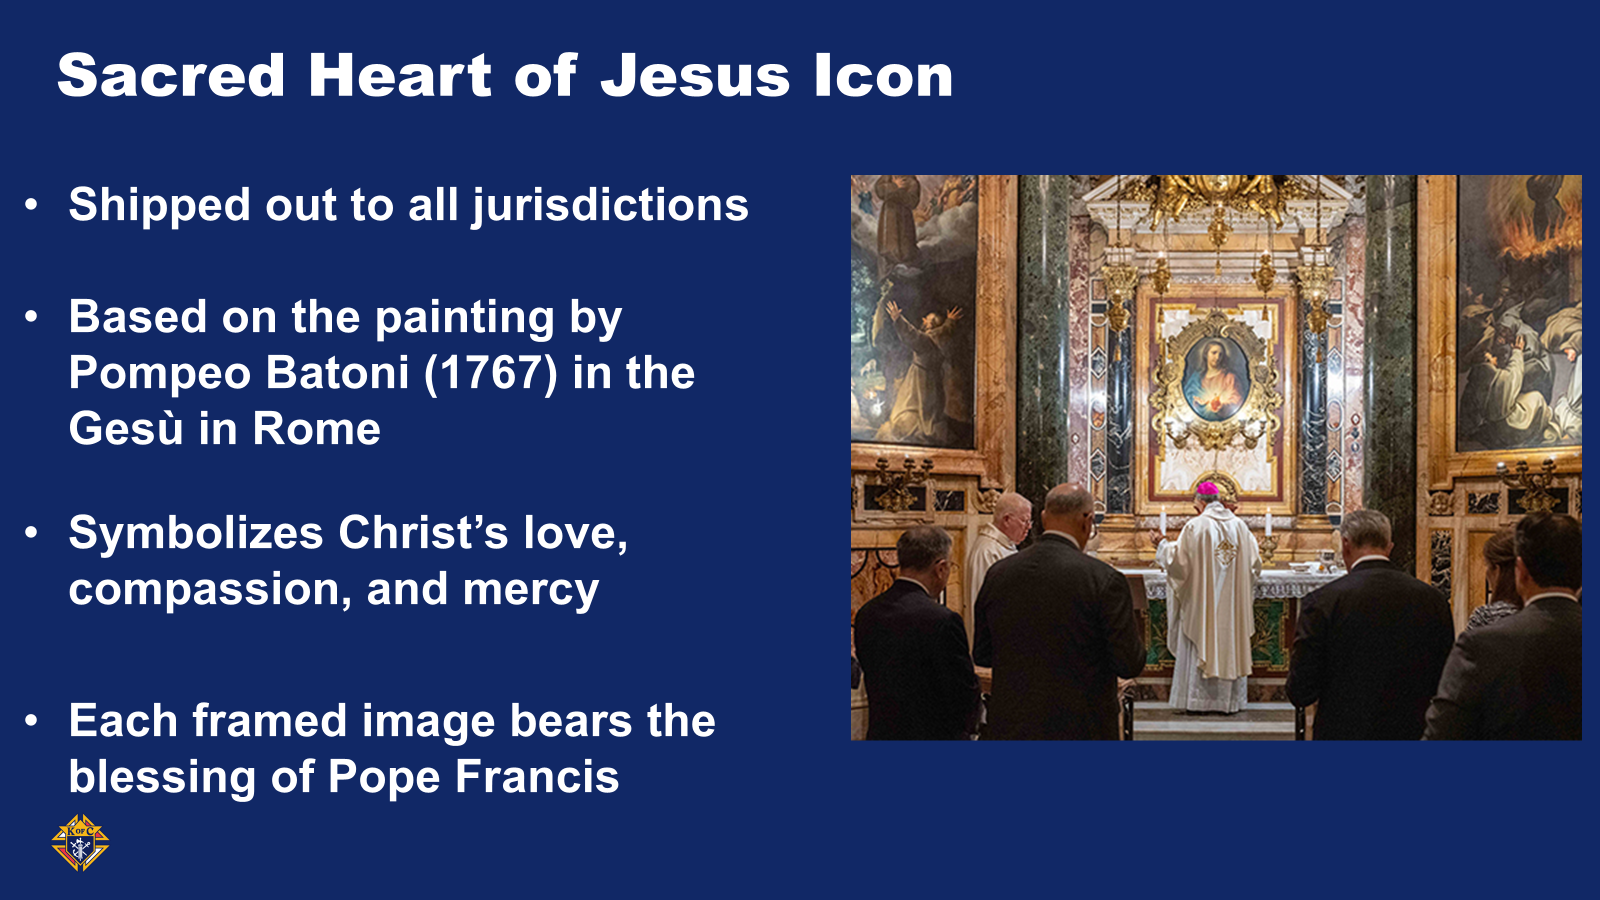 Sacred Heart of Jesus Icon
• Shipped out to all jurisdictions
• Based on the painting by
Pompeo Batoni (1767) in the
Gesù in Rome
• Symbolizes Christ’s love,
compassion, and mercy
• Each framed image bears the
blessing of Pope Francis
K OF C